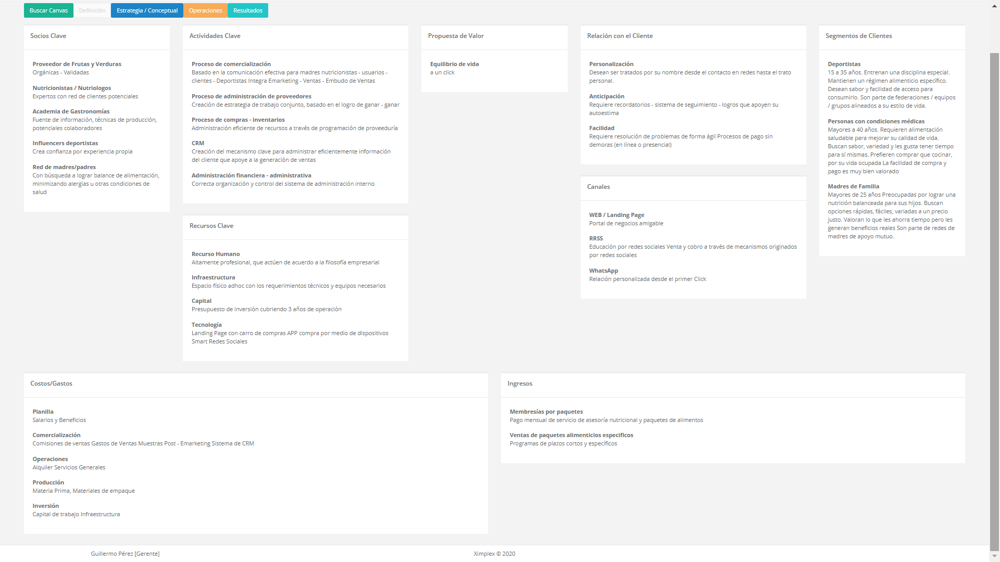 Buscar Canvas
Definición
Estrategia / Conceptual
Operaciones
Resultados
Socios Clave
Proveedor de Frutas y Verduras
Orgánicas - Validadas
Nutricionistas / Nutriologos
Expertos con red de clientes potenciales
Academia de Gastronomías
Fuente de información, técnicas de producción,
potenciales colaboradores
Influencers deportistas
Crea confianza por experiencia propia
Red de madres/padres
Con búsqueda a lograr balance de alimentación,
minimizando alergias u otras condiciones de
salud
Actividades Clave
Proceso de comercialización
Basado en la comunicación efectiva para madres nutricionistas - usuarios -
clientes - Deportistas Integra Emarketing - Ventas - Embudo de Ventas
Proceso de administración de proveedores
Creación de estrategia de trabajo conjunto, basado en el logro de ganar - ganar
Proceso de compras - inventarios
Administración eficiente de recursos a través de programación de proveeduría
CRM
Creación del mecanismo clave para administrar eficientemente información
del cliente que apoye a la generación de ventas
Administración financiera - administrativa
Correcta organización y control del sistema de administración interno
Recursos Clave
Recurso Humano
Altamente profesional, que actúen de acuerdo a la filosofía empresarial
Infraestructura
Espacio físico adhoc con los requerimientos técnicos y equipos necesarios
Capital
Presupuesto de inversión cubriendo 3 años de operación
Tecnología
Landing Page con carro de compras APP compra por medio de dispositivos
Smart Redes Sociales
Propuesta de Valor
Equilibrio de vida
a un click
Relación con el Cliente
Personalización
Desean ser tratados por su nombre desde el contacto en redes hasta el trato
personal.
Anticipación
Requiere recordatorios - sistema de seguimiento - logros que apoyen su
autoestima
Facilidad
Requiere resolución de problemas de forma ágil Procesos de pago sin
demoras (en línea o presencial)
Canales
WEB / Landing Page
Portal de negocios amigable
RRSS
Educación por redes sociales Venta y cobro a través de mecanismos originados
por redes sociales
WhatsApp
Relación personalizada desde el primer Click
Segmentos de Clientes
Deportistas
15 a 35 años. Entrenan una disciplina especial.
Mantienen un régimen alimenticio específico.
Desean sabor y facilidad de acceso para
consumirlo. Son parte de federaciones / equipos
/ grupos alineados a su estilo de vida.
Personas con condiciones médicas
Mayores a 40 años. Requieren alimentación
saludable para mejorar su calidad de vida.
Buscan sabor, variedad y les gusta tener tiempo
para sí mismas. Prefieren comprar que cocinar,
por su vida ocupada La facilidad de compra y
pago es muy bien valorado
Madres de Familia
Mayores de 25 años Preocupadas por lograr una
nutrición balanceada para sus hijos. Buscan
opciones rápidas, fáciles, variadas a un precio
justo. Valoran lo que les ahorra tiempo pero les
generan beneficios reales Son parte de redes de
madres de apoyo mutuo.
Costos/Gastos
Planilla
Salarios y Beneficios
Comercialización
Comisiones de ventas Gastos de Ventas Muestras Post - Emarketing Sistema de CRM
Operaciones
Alquiler Servicios Generales
Producción
Materia Prima, Materiales de empaque
Inversión
Capital de trabajo Infraestructura
Ingresos
Membresías por paquetes
Pago mensual de servicio de asesoría nutricional y paquetes de alimentos
Ventas de paquetes alimenticios especificos
Programas de plazos cortos y específicos
Guillermo Pérez [Gerente]
Ximplex © 2020